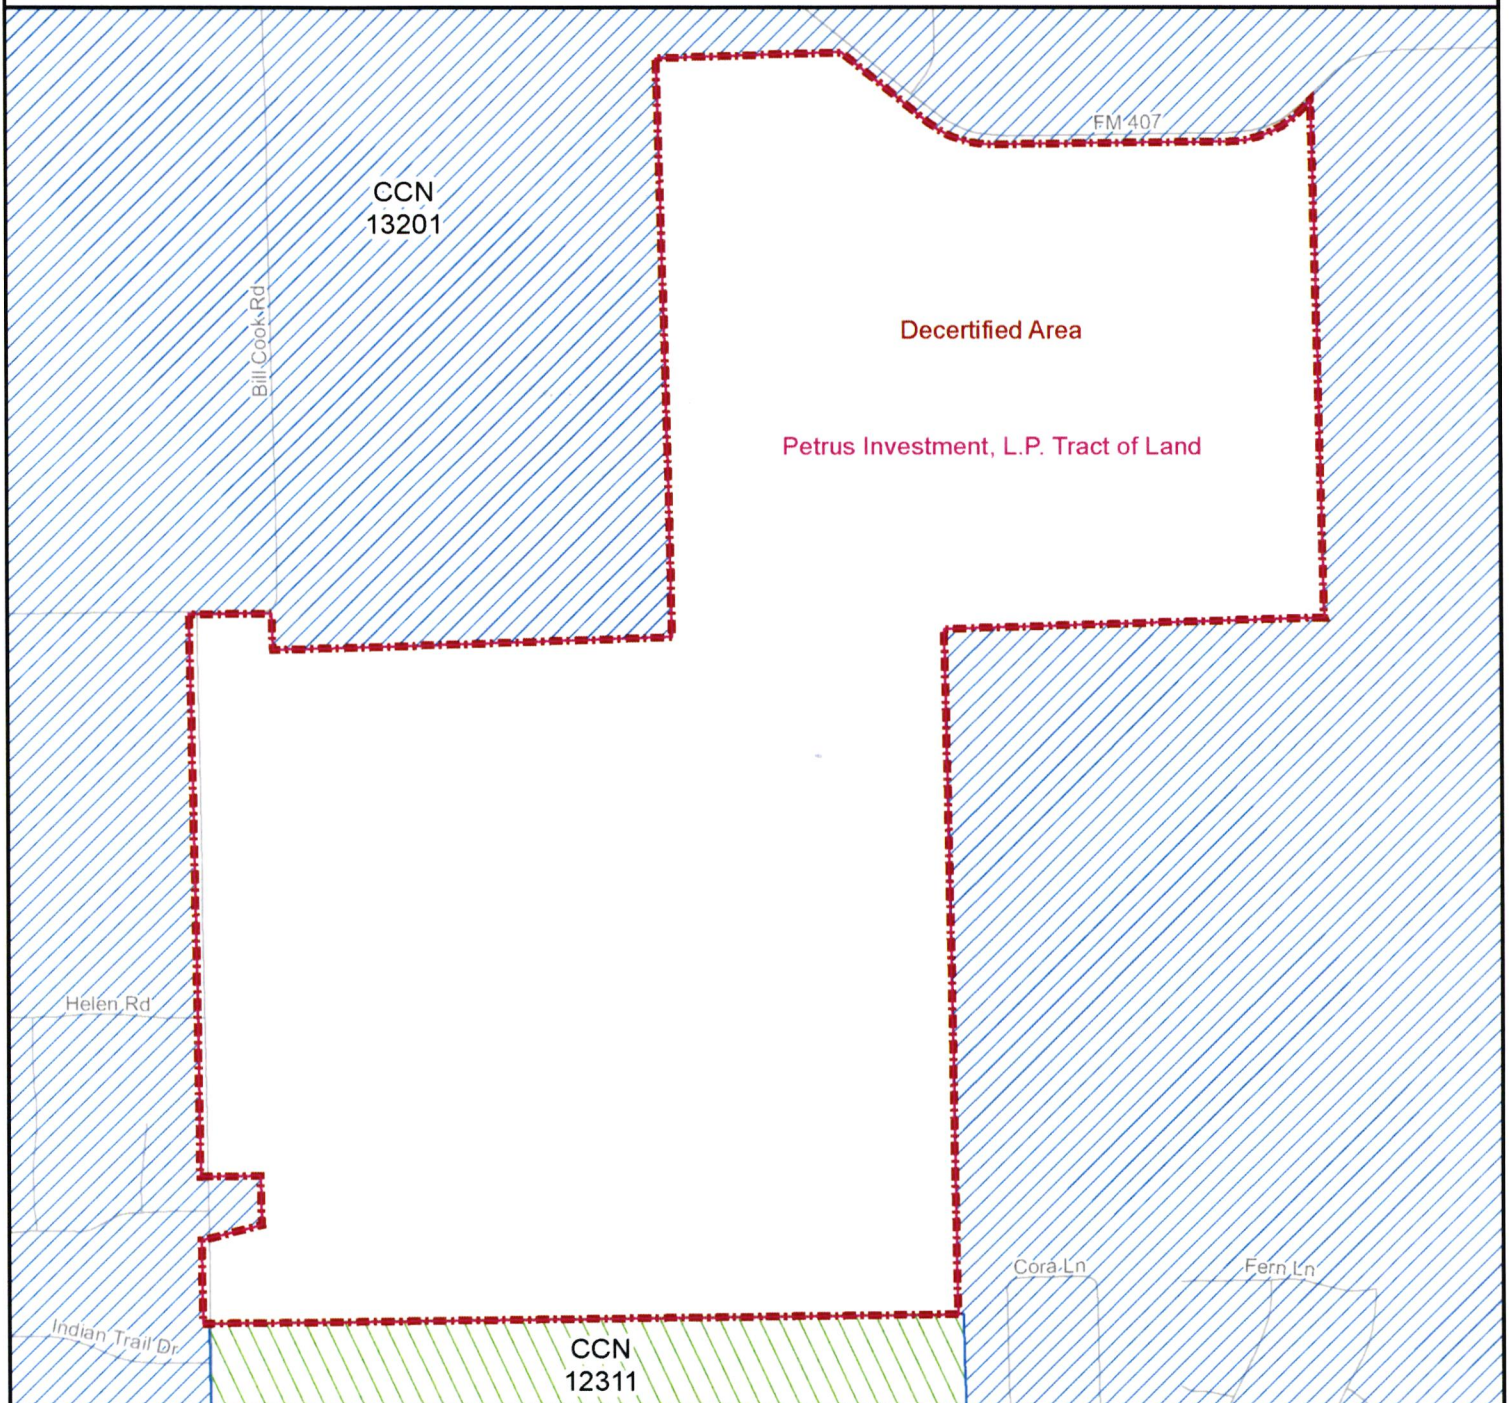 FM 407
CCN
13201
Bill Cook Rd
Decertified Area
Petrus Investment, L.P. Tract of Land
Helen Rd
Cora Ln
Fern Ln
Indian Trail Dr
CCN
12311